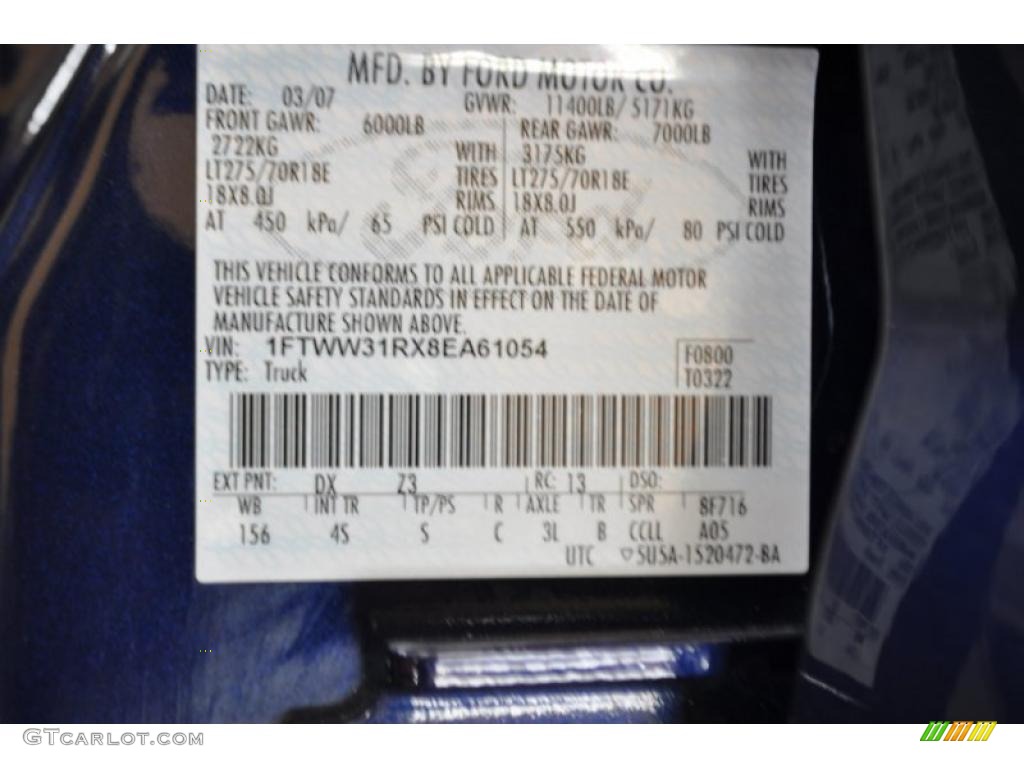 MFD. BY FORD MOTOR CO.
DATE: 03/07 GVWR: 11400LB/ 5171KG
FRONT GAWR: 6000LB REAR GAWR: 7000LB
2722KG WITH 3175KG WITH
LT275/70R18E TIRES LT275/70R18E TIRES
18X8.0J RIMS 18X8.0J RIMS
AT 450 kPa/ 65 PSI COLD AT 550 kPa/ 80 PSI COLD
THIS VEHICLE CONFORMS TO ALL APPLICABLE FEDERAL MOTOR
VEHICLE SAFETY STANDARDS IN EFFECT ON THE DATE OF
MANUFACTURE SHOWN ABOVE.
VIN: 1FTWW31RX8EA61054 F0800
TYPE: Truck T0322
EXT PNT: DX Z3 RC: 13 DSO:
WB INT TR TP/PS R AXLE TR SPR 8F716
156 4S S C 3L B CCLL A05
UTC ▽5U5A-1520472-BA
GTCARLOT.COM